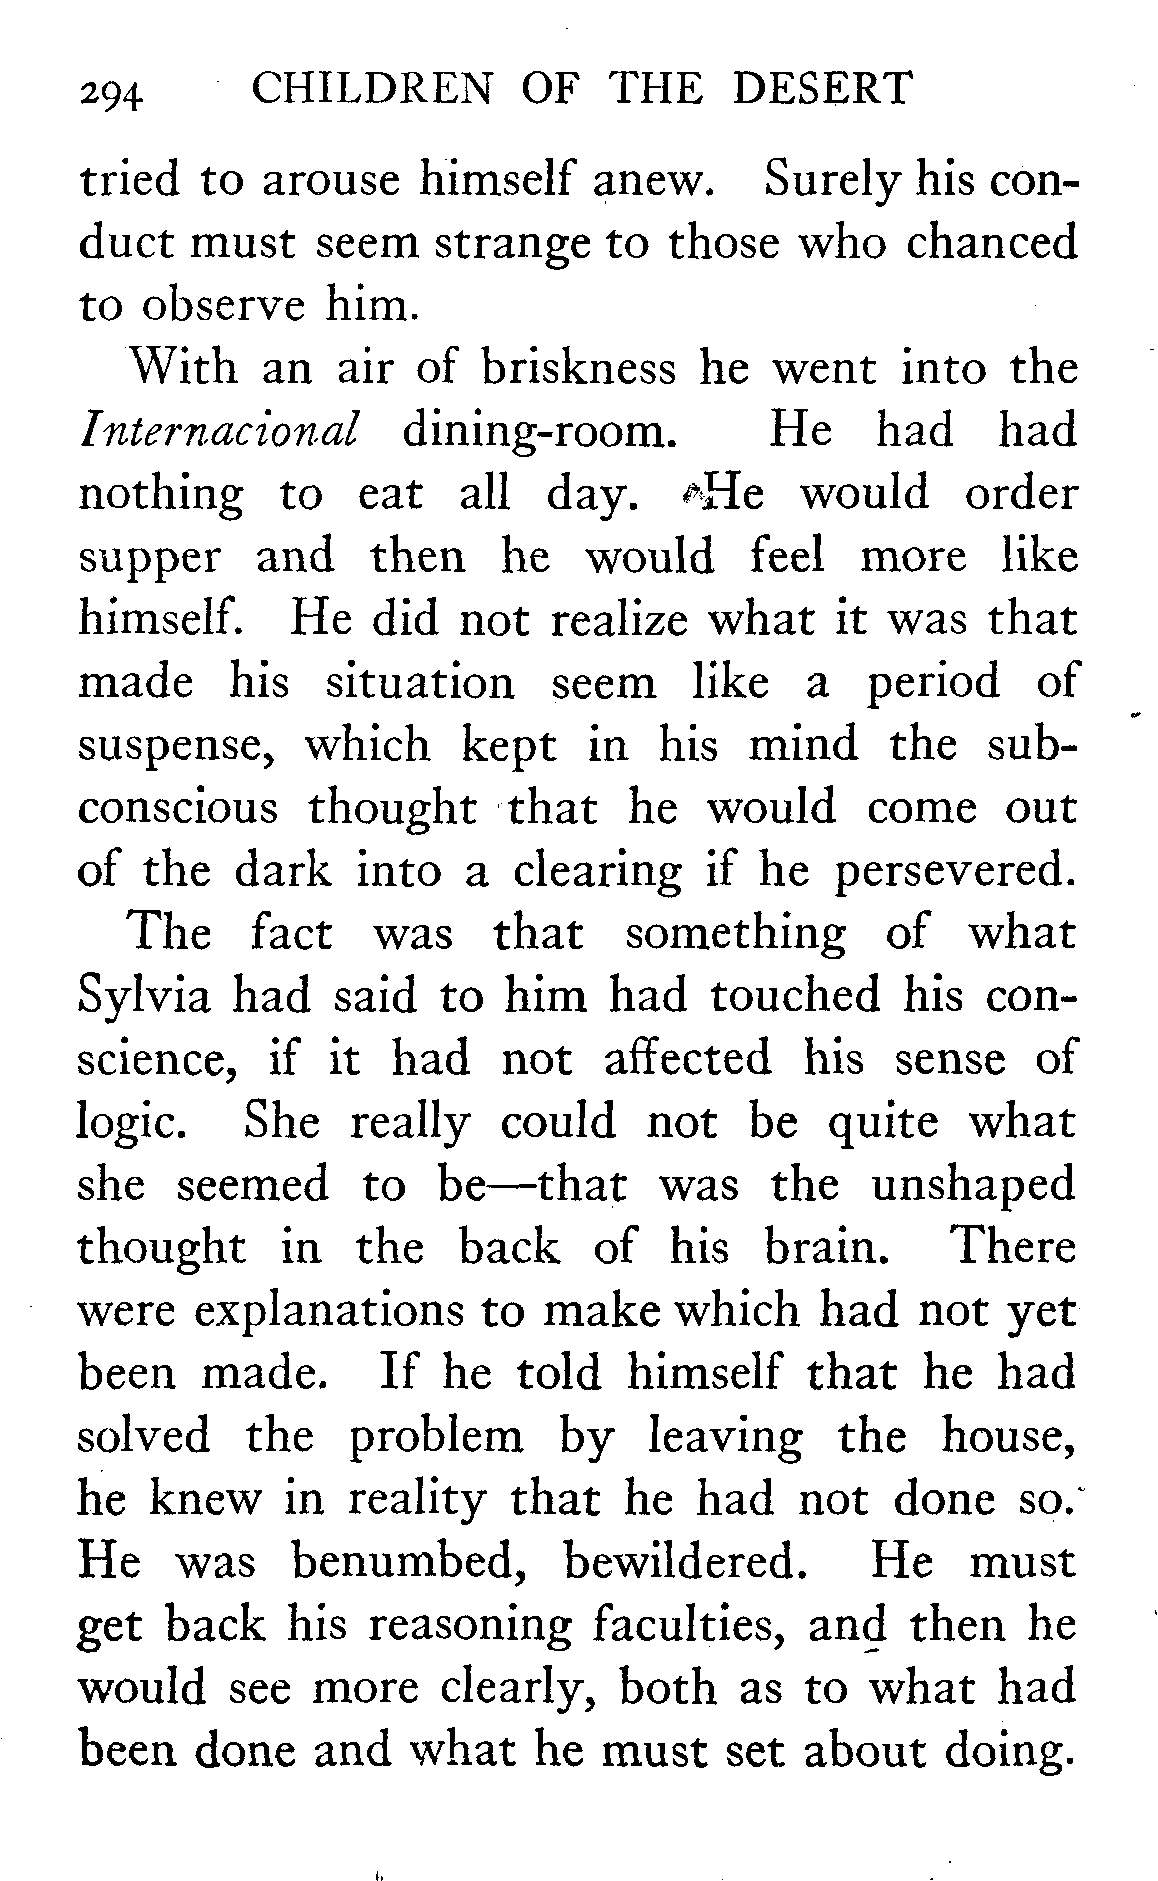 294 CHILDREN OF THE DESERT
tried to arouse himself anew. Surely his con-
duct must seem strange to those who chanced
to observe him.
With an air of briskness he went into the
Internacional dining-room. He had had
nothing to eat all day. He would order
supper and then he would feel more like
himself. He did not realize what it was that
made his situation seem like a period of
suspense, which kept in his mind the sub-
conscious thought that he would come out
of the dark into a clearing if he persevered.
The fact was that something of what
Sylvia had said to him had touched his con-
science, if it had not affected his sense of
logic. She really could not be quite what
she seemed to be—that was the unshaped
thought in the back of his brain. There
were explanations to make which had not yet
been made. If he told himself that he had
solved the problem by leaving the house,
he knew in reality that he had not done so.
He was benumbed, bewildered. He must
get back his reasoning faculties, and then he
would see more clearly, both as to what had
been done and what he must set about doing.